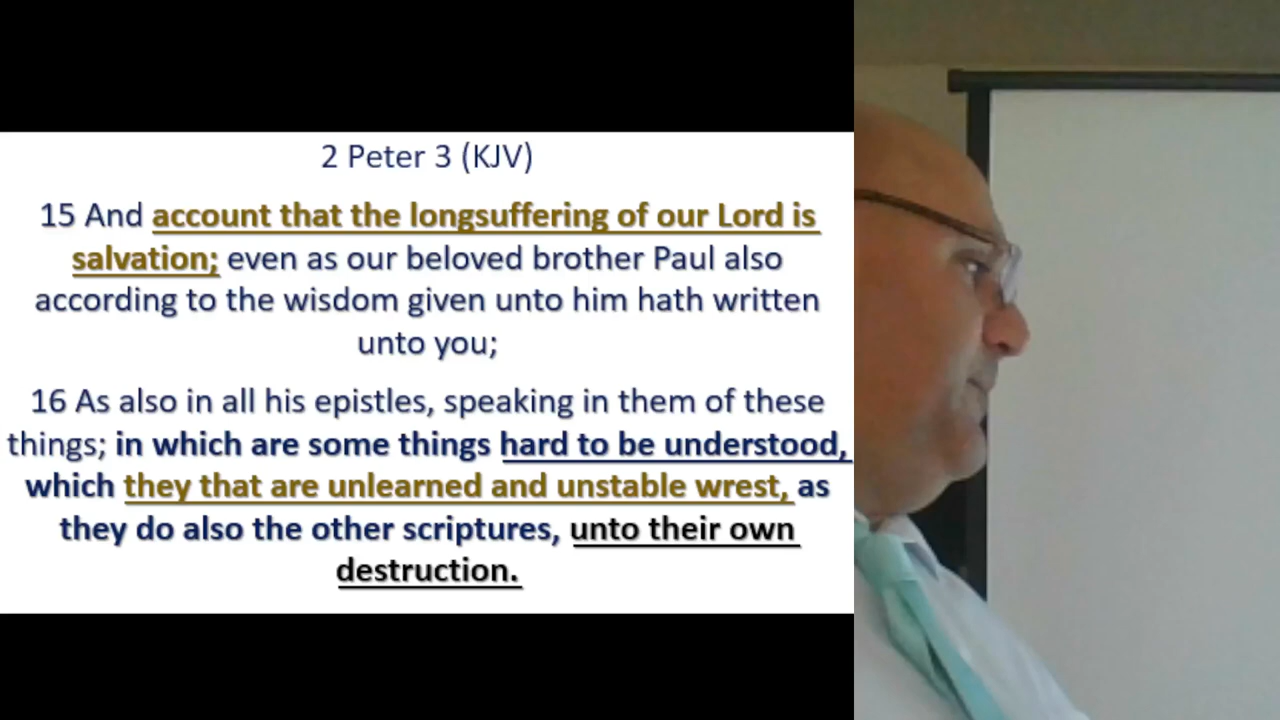 2 Peter 3 (KJV)
15 And account that the longsuffering of our Lord is
salvation; even as our beloved brother Paul also
according to the wisdom given unto him hath written
unto you;
16 As also in all his epistles, speaking in them of these
things; in which are some things hard to be understood,
which they that are unlearned and unstable wrest, as
they do also the other scriptures, unto their own
destruction.